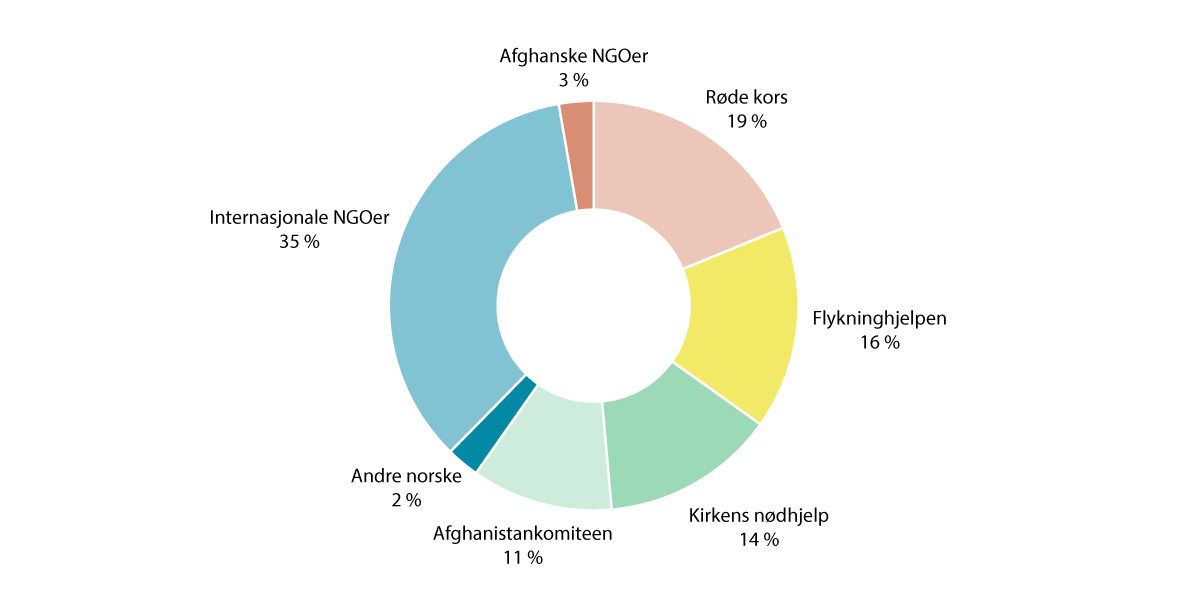 Afghanske NGOer
3 %
Røde kors
19 %
Internasjonale NGOer
35 %
Flykninghjelpen
16 %
Andre norske
2 %
Kirkens nødhjelp
14 %
Afghanistankomiteen
11 %